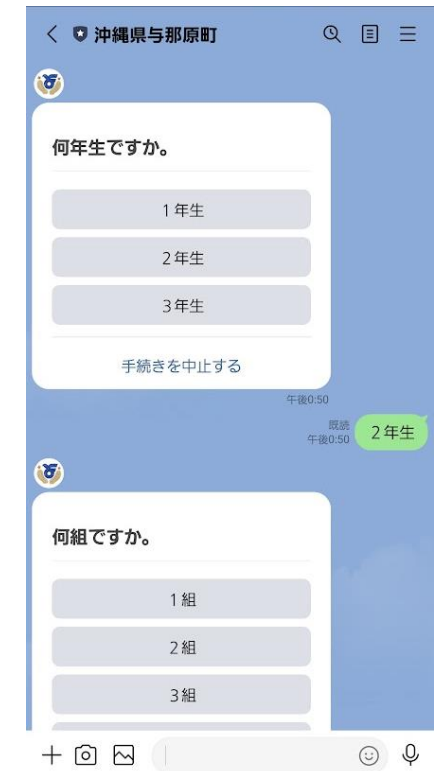 沖縄県与那原町
何年生ですか。
1年生
2年生
3年生
手続きを中止する
午後0:50
既読
午後0:50
2年生
何組ですか。
1組
2組
3組